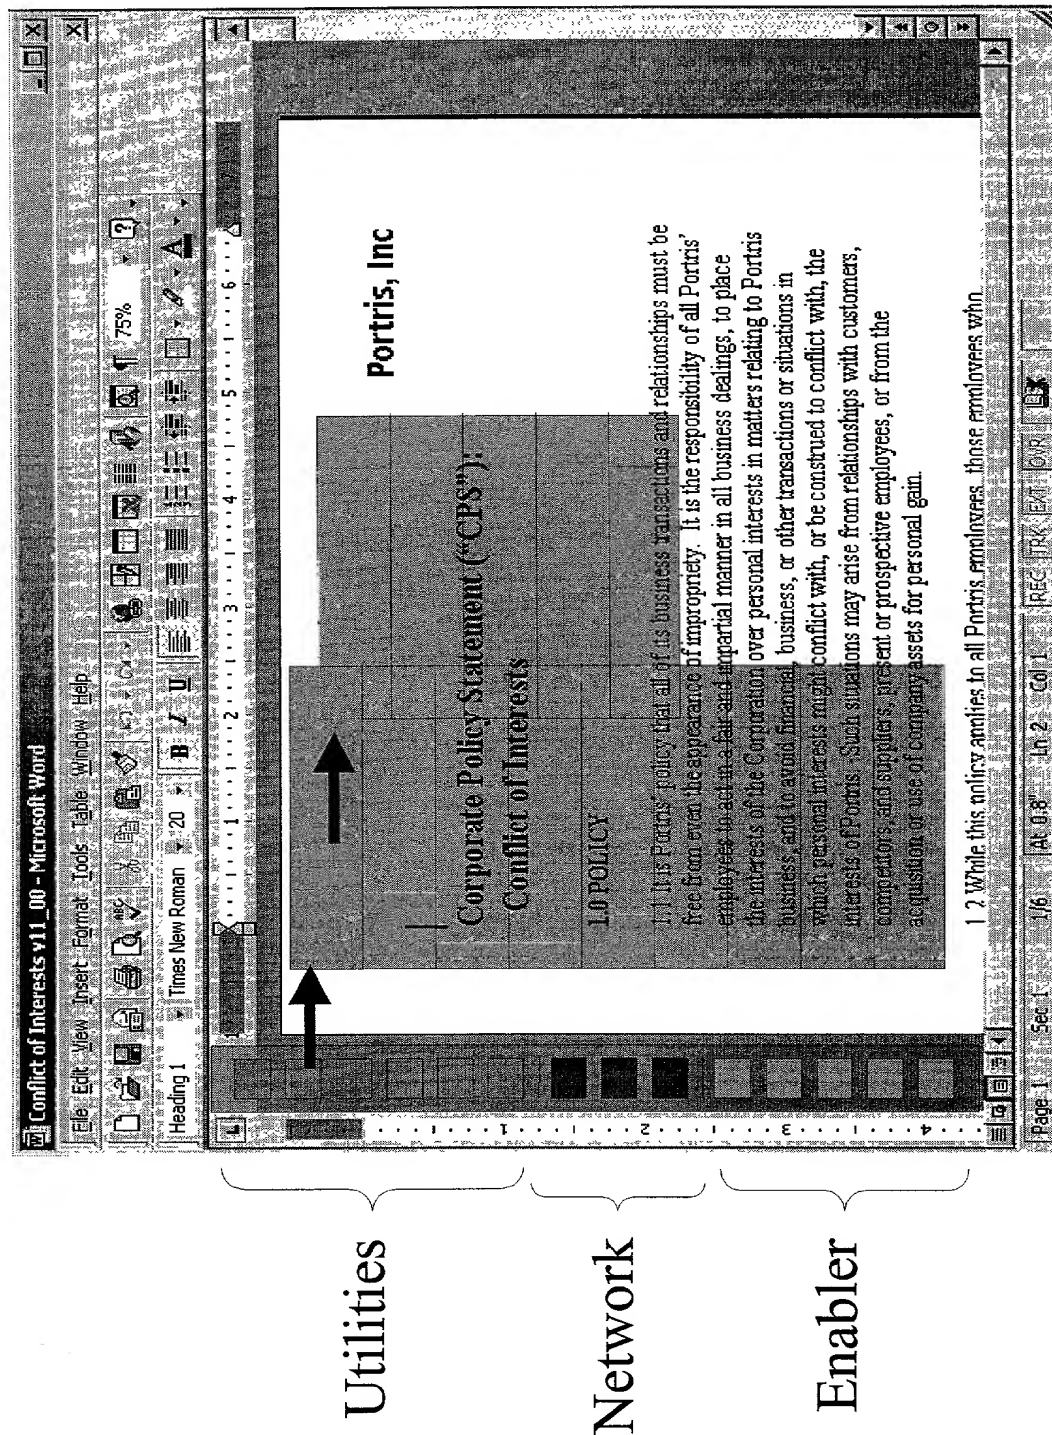 Conflict of Interests v11_00 - Microsoft Word
File Edit View Insert Format Tools Table Window Help
ABC
75%
Heading 1
Times New Roman
20
B I U
A
1 1 2 3 4 5 6
Portris, Inc
Corporate Policy Statement (“CPS”):
Conflict of Interests
1.0 POLICY
1.1 It is Portris' policy that all of its business transactions and relationships must be
free from even the appearance of impropriety. It is the responsibility of all Portris'
employees to act in a fair and impartial manner in all business dealings, to place
the interests of the Corporation over personal interests in matters relating to Portris
business, and to avoid financial, business, or other transactions or situations in
which personal interests might conflict with, or be construed to conflict with, the
interests of Portris. Such situations may arise from relationships with customers,
competitors, and suppliers, present or prospective employees, or from the
acquisition or use of company assets for personal gain.
1 2 While this policy applies to all Portris employees, those employees who
Page 1 Sec 1 1/6 At 0.8" Ln 2 Col 1 REC TRK EXT OVR
Utilities
Network
Enabler